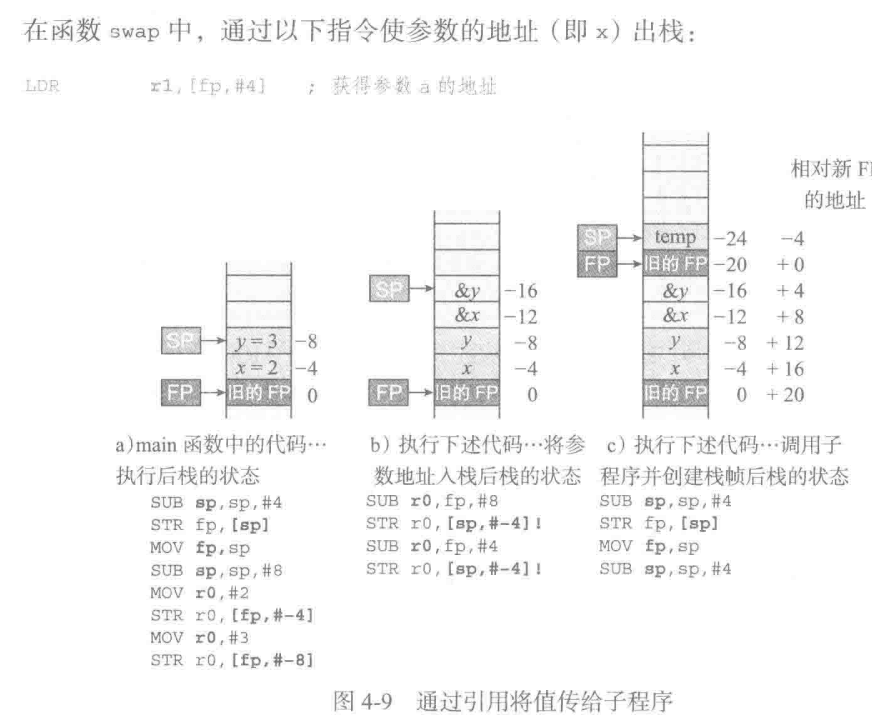 在函数 swap 中，通过以下指令使参数的地址（即 x）出栈：
LDR r1,[fp,#4] ; 获得参数 a 的地址
相对新 FP
的地址
SP temp −24 −4
FP 旧的 FP −20 +0
&y −16 +4
&x −12 +8
y −8 +12
x −4 +16
旧的 FP 0 +20
SP &y −16
&x −12
y −8
x −4
FP 旧的 FP 0
SP y = 3 −8
x = 2 −4
FP 旧的 FP 0
a)main 函数中的代码…
执行后栈的状态
SUB sp,sp,#4
STR fp,[sp]
MOV fp,sp
SUB sp,sp,#8
MOV r0,#2
STR r0,[fp,#-4]
MOV r0,#3
STR r0,[fp,#-8]
b) 执行下述代码…将参
数地址入栈后栈的状态
SUB r0,fp,#8
STR r0,[sp,#-4]!
SUB r0,fp,#4
STR r0,[sp,#-4]!
c) 执行下述代码…调用子
程序并创建栈帧后栈的状态
SUB sp,sp,#4
STR fp,[sp]
MOV fp,sp
SUB sp,sp,#4
图 4-9 通过引用将值传给子程序